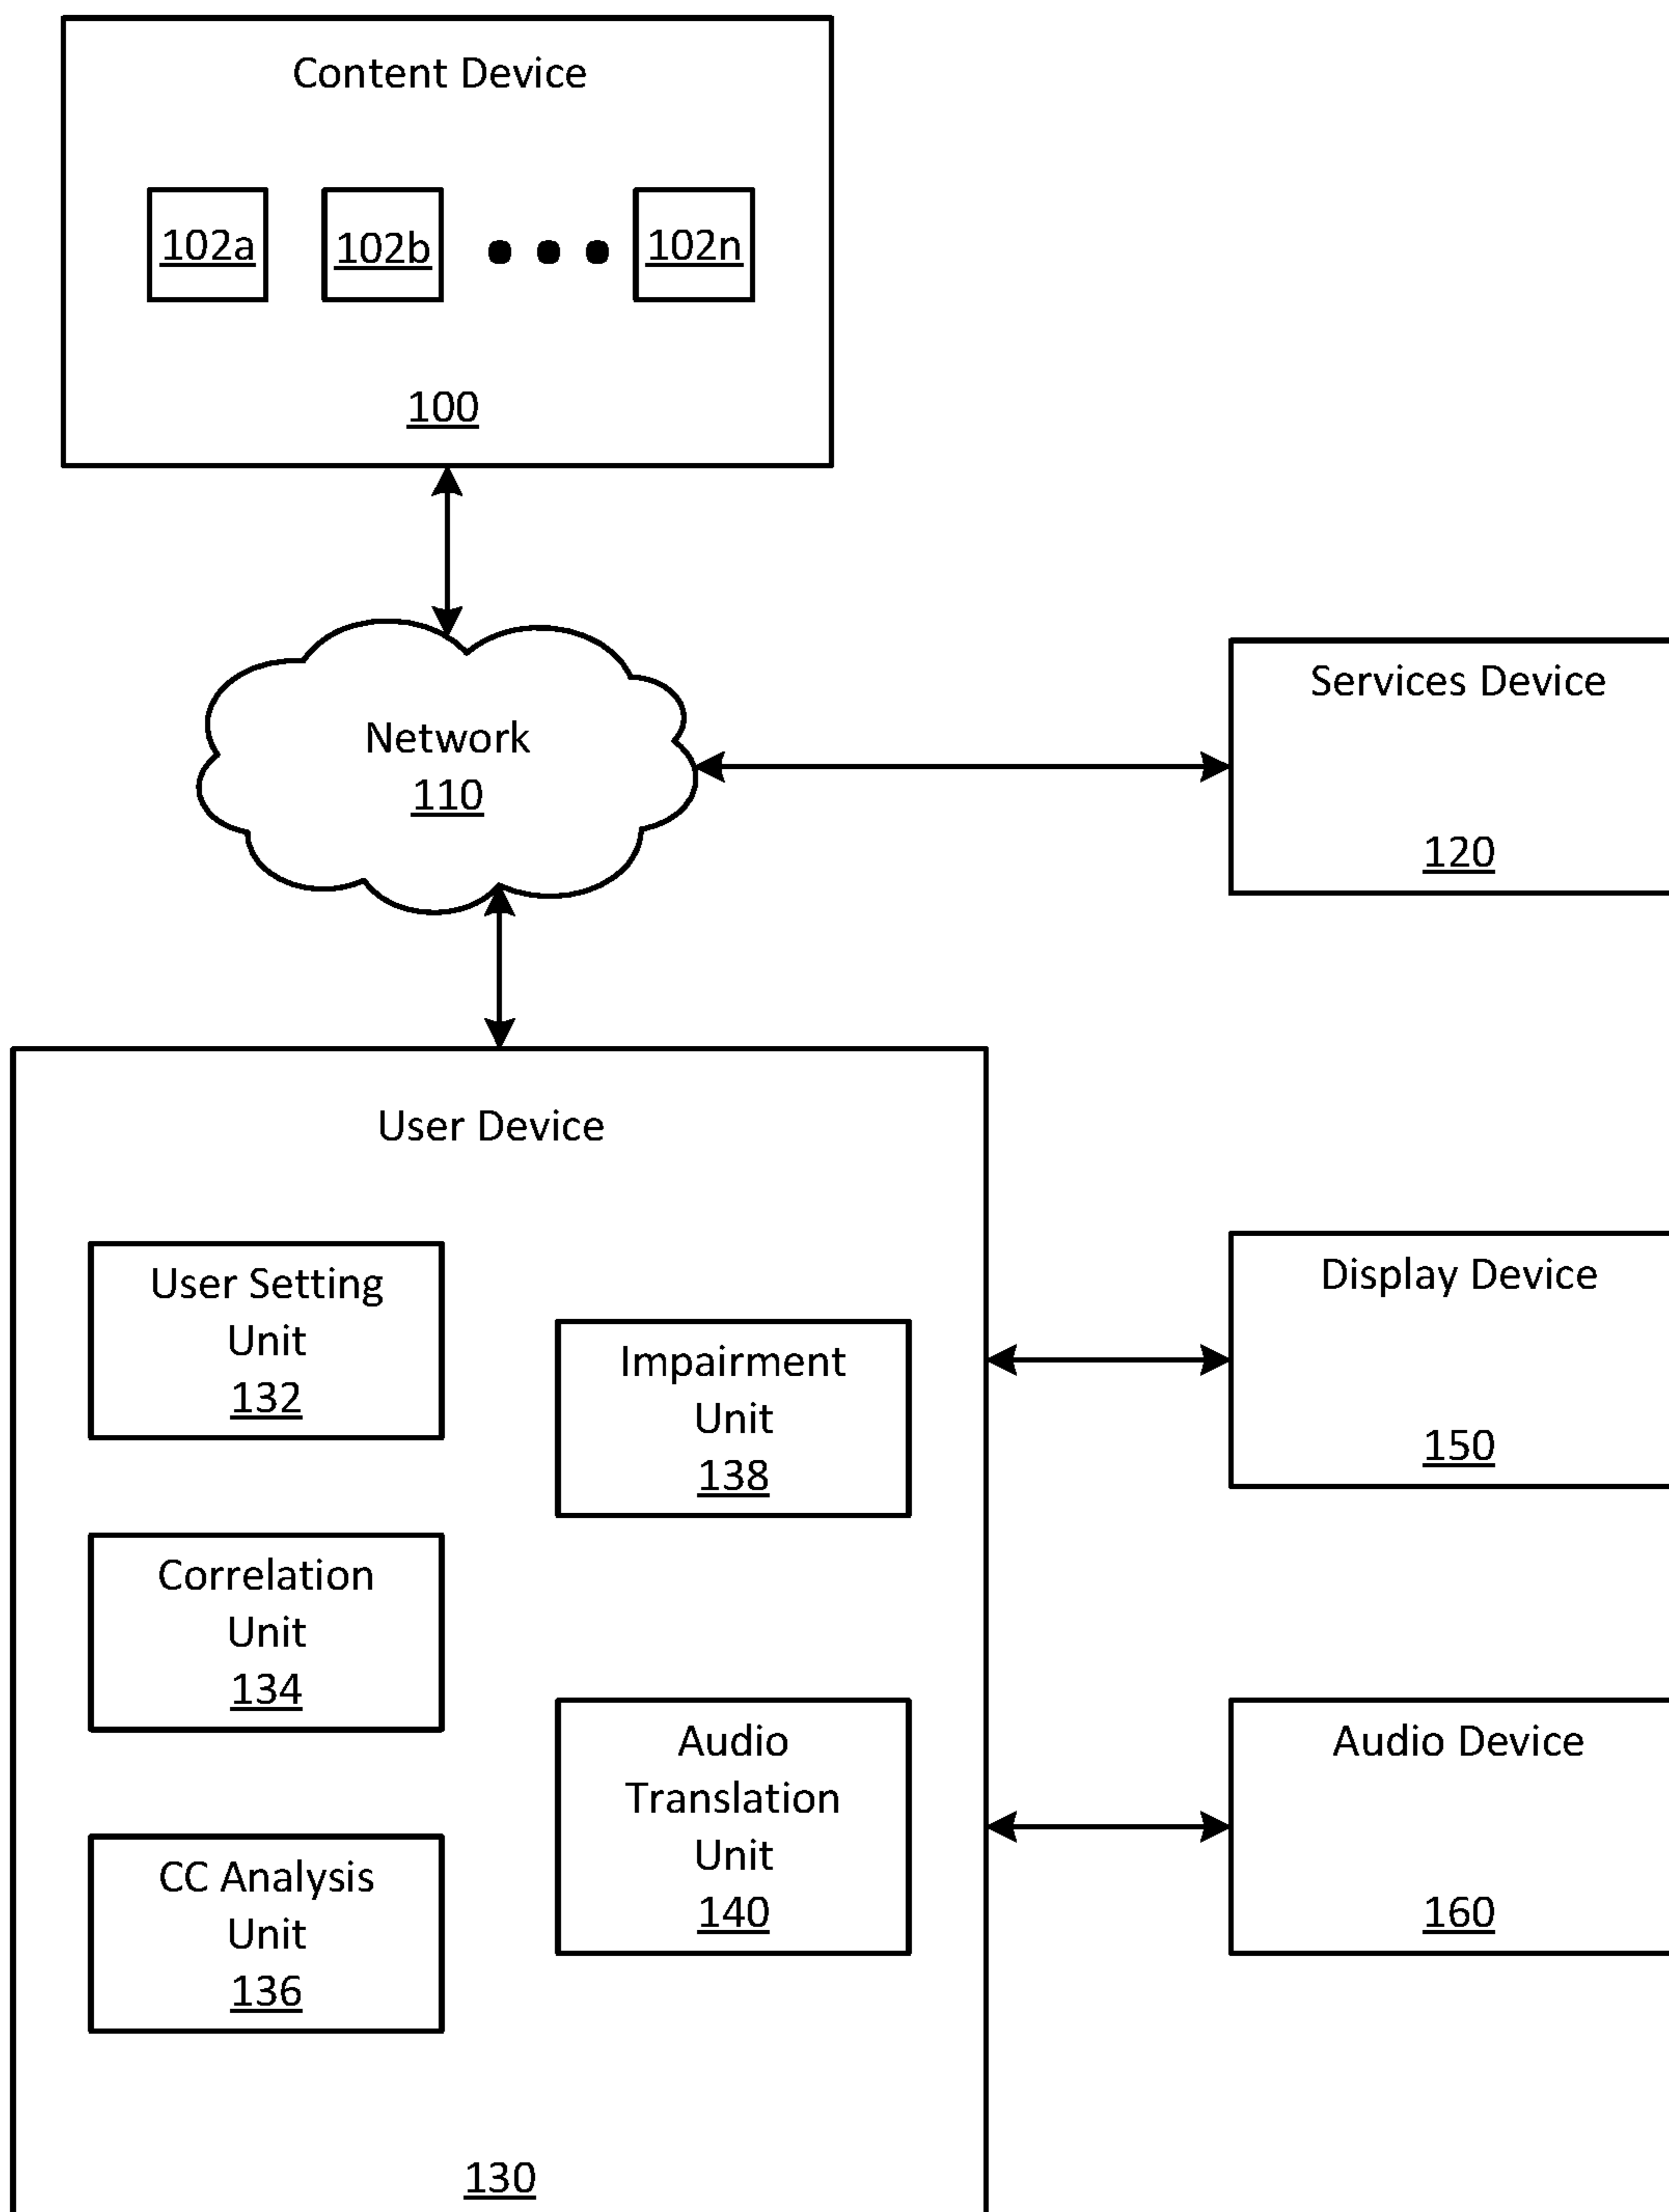 Content Device
102a
102b
102n
100
Network
110
Services Device
120
User Device
User Setting
Unit
132
Impairment
Unit
138
Correlation
Unit
134
Audio
Translation
Unit
140
CC Analysis
Unit
136
130
Display Device
150
Audio Device
160